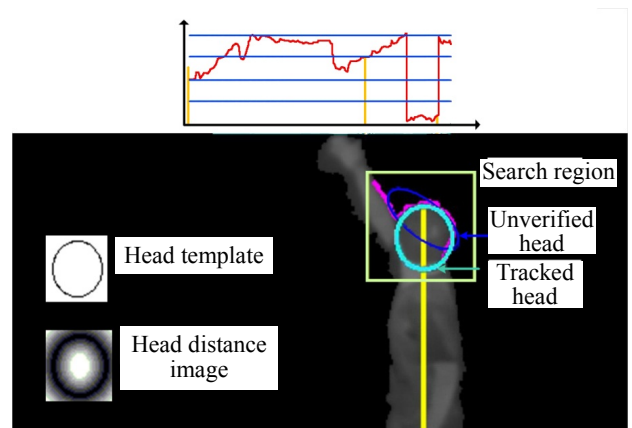 Search region
Unverified
head
Tracked
head
Head template
Head distance
image